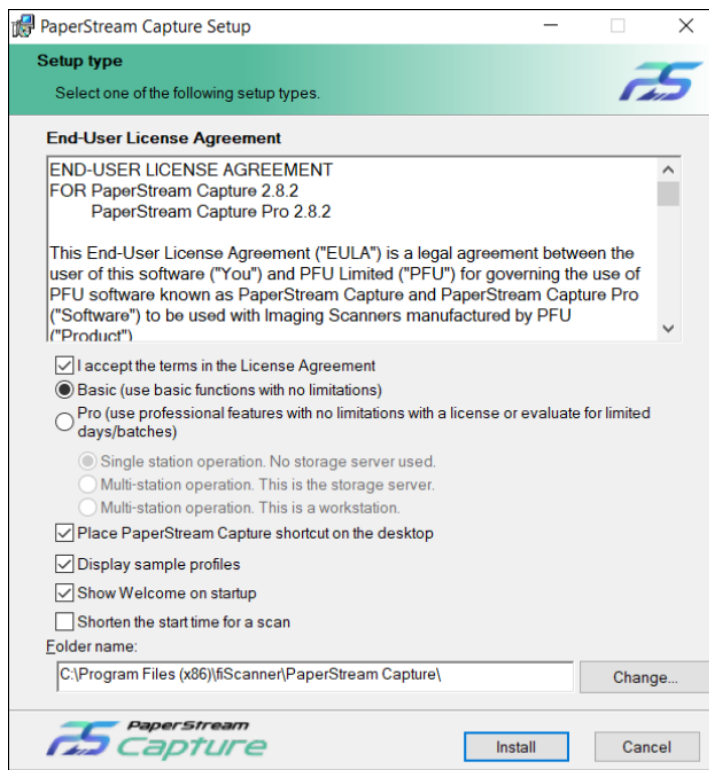 PaperStream Capture Setup
Setup type
Select one of the following setup types.
PS
End-User License Agreement
END-USER LICENSE AGREEMENT
FOR PaperStream Capture 2.8.2
PaperStream Capture Pro 2.8.2
This End-User License Agreement ("EULA") is a legal agreement between the
user of this software ("You") and PFU Limited ("PFU") for governing the use of
PFU software known as PaperStream Capture and PaperStream Capture Pro
("Software") to be used with Imaging Scanners manufactured by PFU
("Product")
I accept the terms in the License Agreement
Basic (use basic functions with no limitations)
Pro (use professional features with no limitations with a license or evaluate for limited
days/batches)
Single station operation. No storage server used.
Multi-station operation. This is the storage server.
Multi-station operation. This is a workstation.
Place PaperStream Capture shortcut on the desktop
Display sample profiles
Show Welcome on startup
Shorten the start time for a scan
Folder name:
C:\Program Files (x86)\fiScanner\PaperStream Capture\
Change...
PS PaperStream
Capture
Install
Cancel